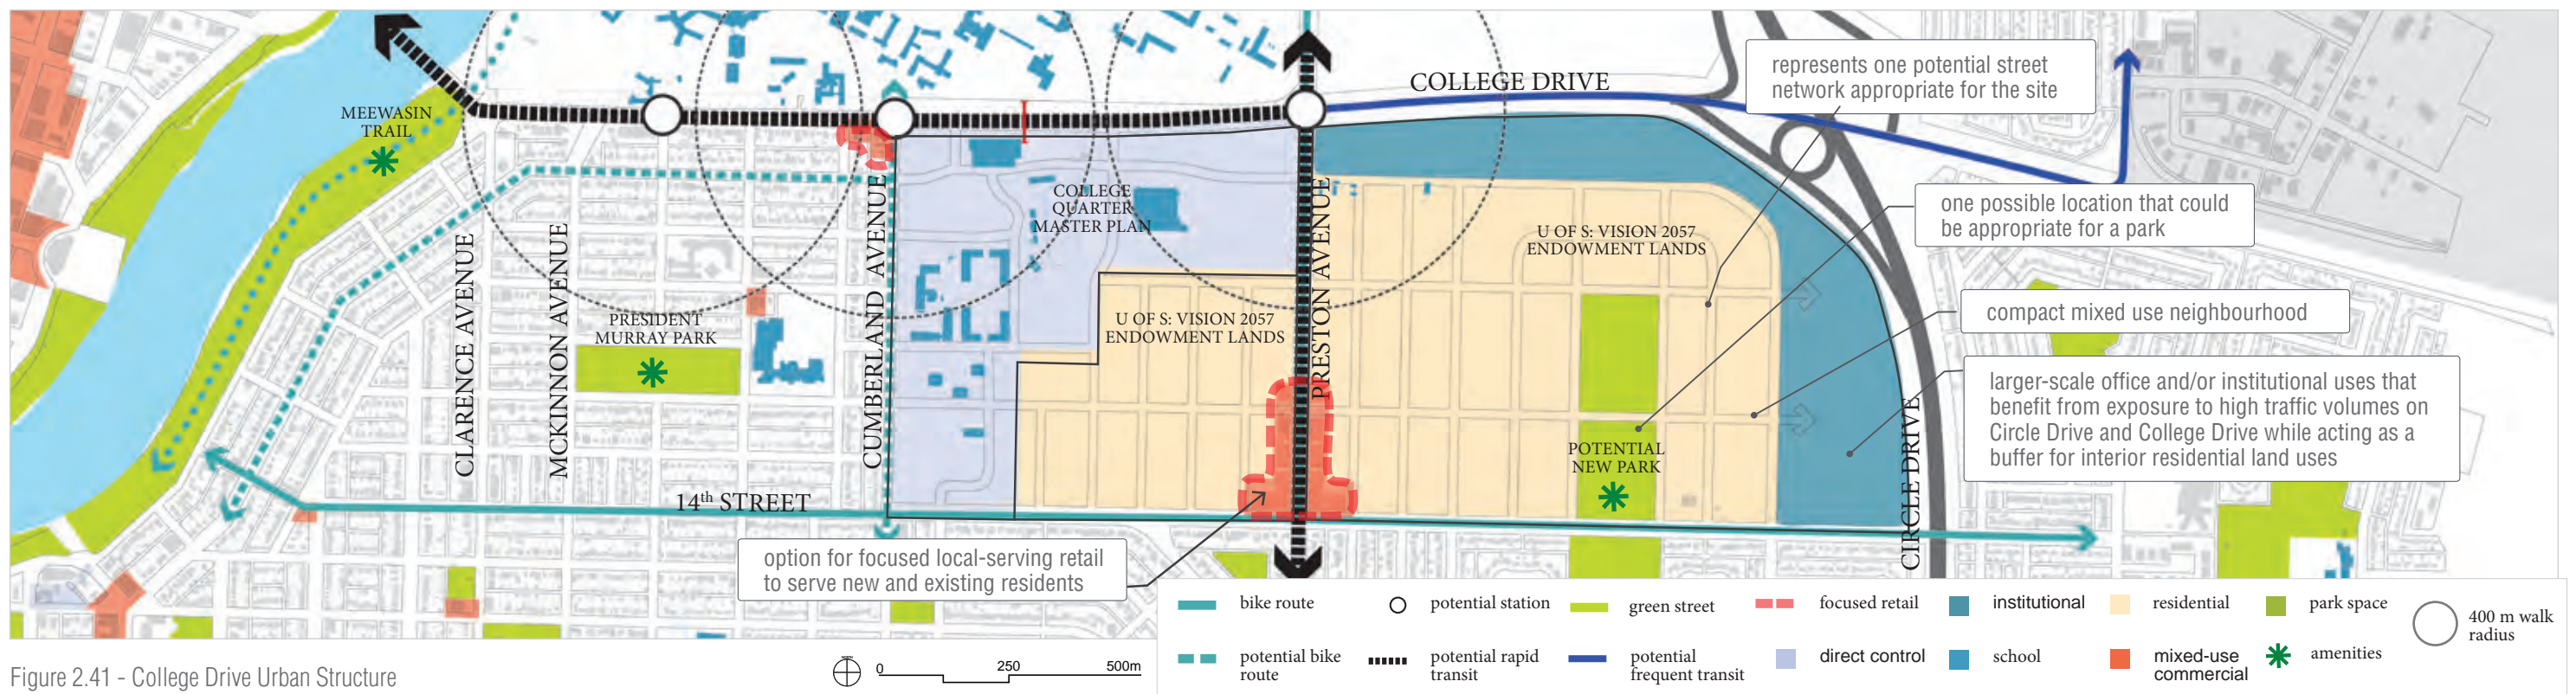 COLLEGE DRIVE
represents one potential street
network appropriate for the site
MEEWASIN
TRAIL
COLLEGE
QUARTER
MASTER PLAN
one possible location that could
be appropriate for a park
U OF S: VISION 2057
ENDOWMENT LANDS
CLARENCE AVENUE
MCKINNON AVENUE
CUMBERLAND AVENUE
PRESTON AVENUE
CIRCLE DRIVE
PRESIDENT
MURRAY PARK
U OF S: VISION 2057
ENDOWMENT LANDS
compact mixed use neighbourhood
larger-scale office and/or institutional uses that
benefit from exposure to high traffic volumes on
Circle Drive and College Drive while acting as a
buffer for interior residential land uses
POTENTIAL
NEW PARK
14th STREET
option for focused local-serving retail
to serve new and existing residents
bike route
potential station
green street
focused retail
institutional
residential
park space
400 m walk
radius
potential bike
route
potential rapid
transit
potential
frequent transit
direct control
school
mixed-use
commercial
amenities
Figure 2.41 - College Drive Urban Structure
0 250 500m